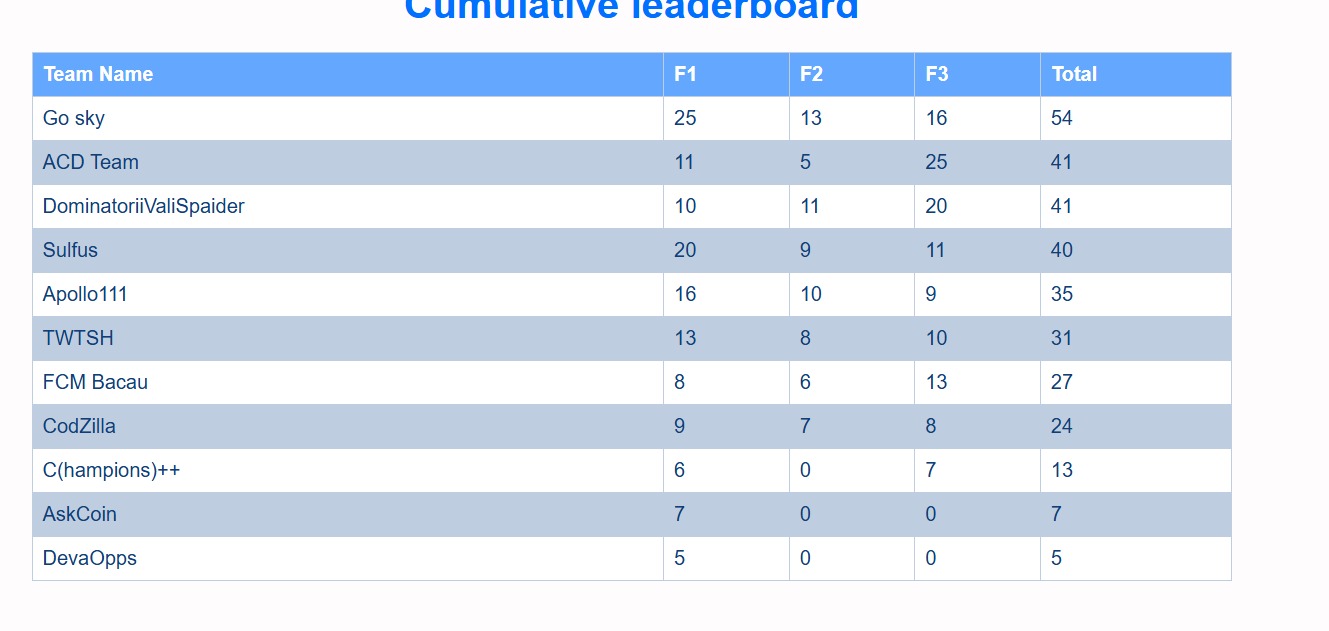 Cumulative leaderboard
Team Name F1 F2 F3 Total
Go sky 25 13 16 54
ACD Team 11 5 25 41
DominatoriiValiSpaider 10 11 20 41
Sulfus 20 9 11 40
Apollo111 16 10 9 35
TWTSH 13 8 10 31
FCM Bacau 8 6 13 27
CodZilla 9 7 8 24
C(hampions)++ 6 0 7 13
AskCoin 7 0 0 7
DevaOpps 5 0 0 5